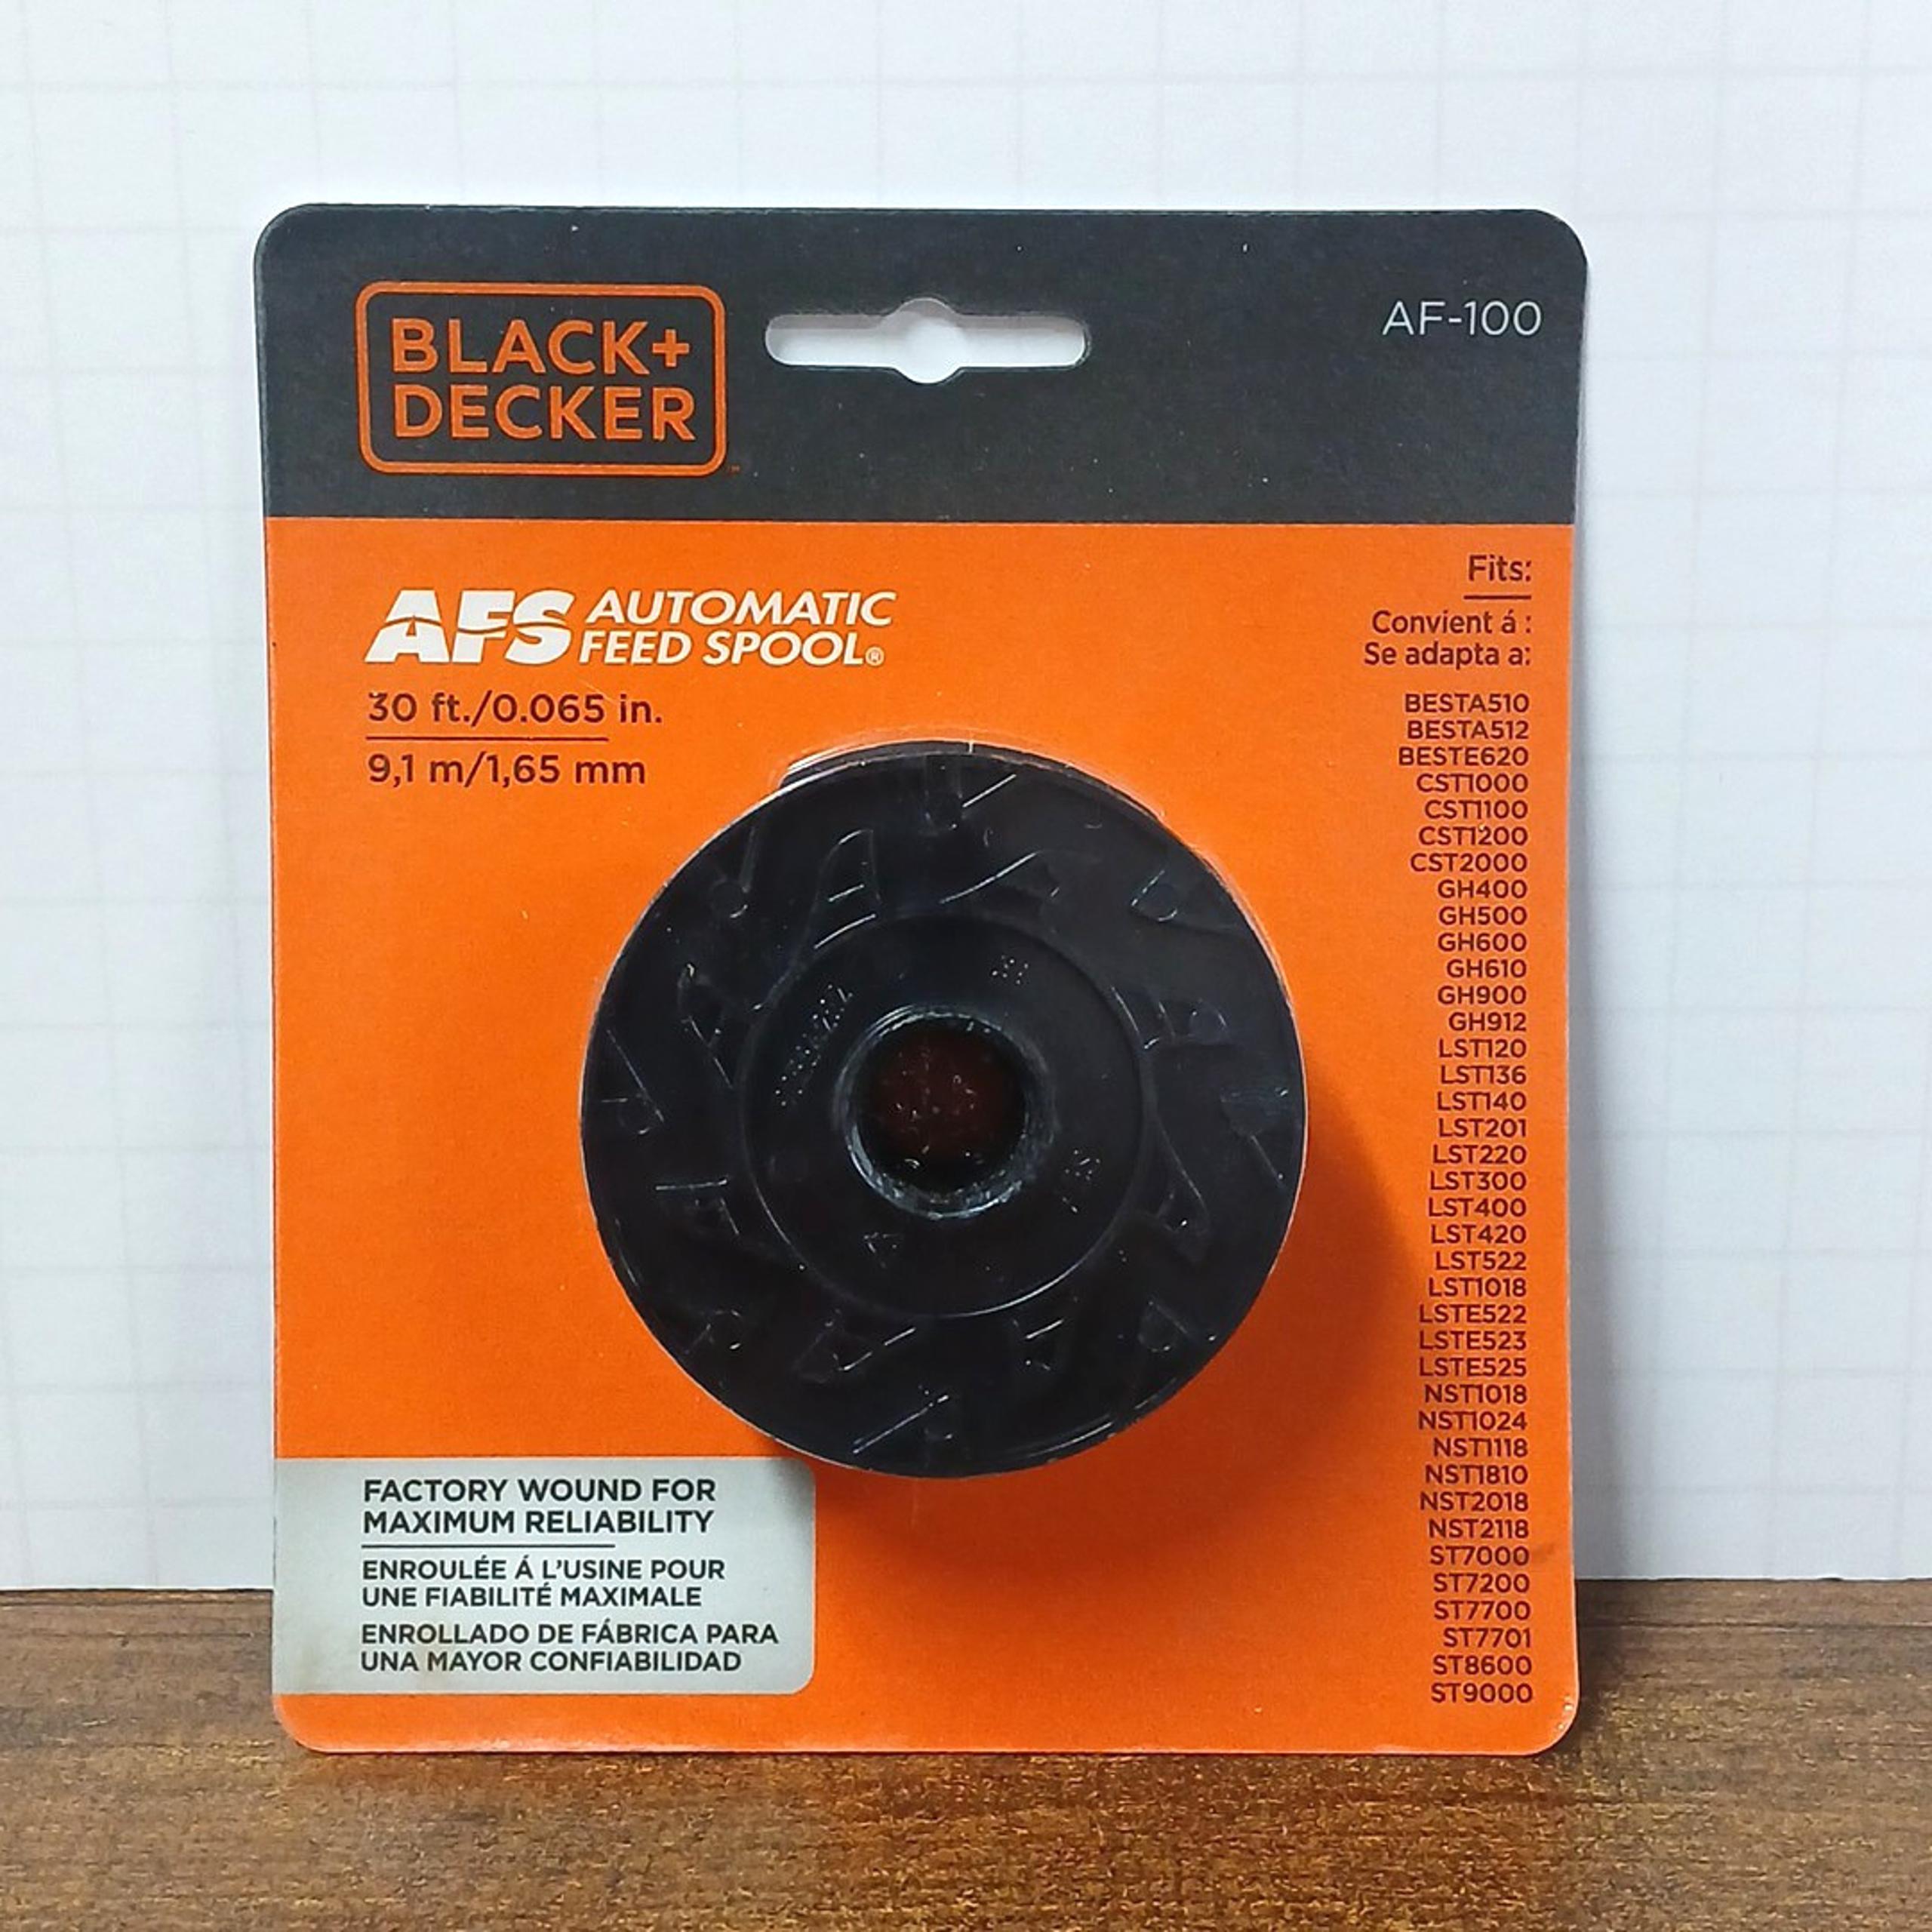 BLACK+
DECKER
AF-100
AFS AUTOMATIC
FEED SPOOL®
30 ft./0.065 in.
9,1 m/1,65 mm
Fits:
Convient á :
Se adapta a:
BESTA510
BESTA512
BESTE620
CST1000
CST1100
CST1200
CST2000
GH400
GH500
GH600
GH610
GH900
GH912
LST120
LST136
LST140
LST201
LST220
LST300
LST400
LST420
LST522
LST1018
LSTE522
LSTE523
LSTE525
NST1018
NST1024
NST1118
NST1810
NST2018
NST2118
ST7000
ST7200
ST7700
ST7701
ST8600
ST9000
FACTORY WOUND FOR
MAXIMUM RELIABILITY
ENROULÉE Á L'USINE POUR
UNE FIABILITÉ MAXIMALE
ENROLLADO DE FÁBRICA PARA
UNA MAYOR CONFIABILIDAD